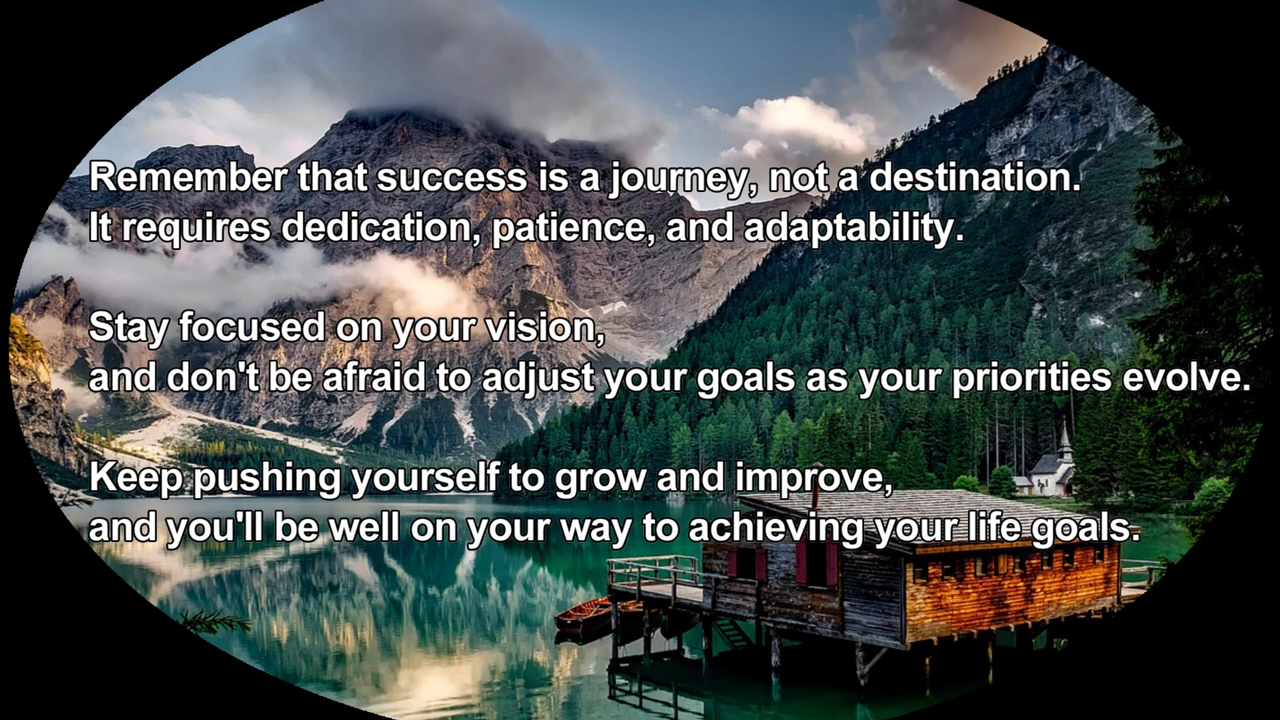 Remember that success is a journey, not a destination.
It requires dedication, patience, and adaptability.
Stay focused on your vision,
and don't be afraid to adjust your goals as your priorities evolve.
Keep pushing yourself to grow and improve,
and you'll be well on your way to achieving your life goals.